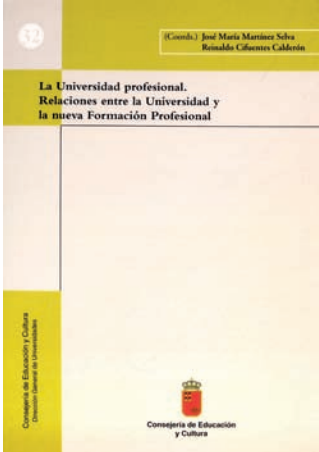 32
(Coords.) José María Martínez Selva
Reinaldo Cifuentes Calderón
La Universidad profesional.
Relaciones entre la Universidad y
la nueva Formación Profesional
Consejería de Educación y Cultura
Dirección General de Universidades
Consejería de Educación
y Cultura